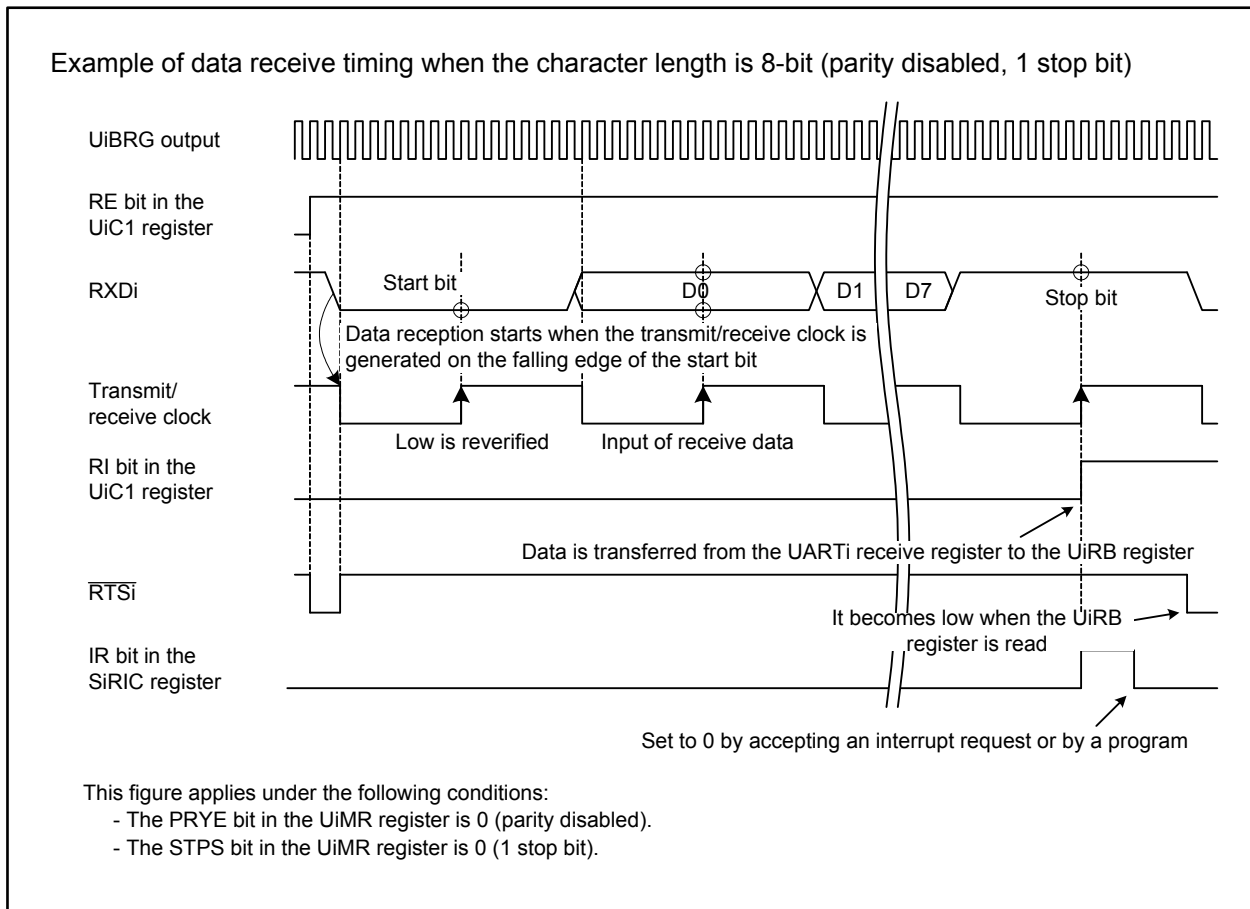 Example of data receive timing when the character length is 8-bit (parity disabled, 1 stop bit)
UiBRG output
RE bit in the
UiC1 register
RXDi
Start bit
D0
D1
D7
Stop bit
Data reception starts when the transmit/receive clock is
generated on the falling edge of the start bit
Transmit/
receive clock
Low is reverified
Input of receive data
RI bit in the
UiC1 register
Data is transferred from the UARTi receive register to the UiRB register
RTSi
It becomes low when the UiRB
register is read
IR bit in the
SiRIC register
Set to 0 by accepting an interrupt request or by a program
This figure applies under the following conditions:
- The PRYE bit in the UiMR register is 0 (parity disabled).
- The STPS bit in the UiMR register is 0 (1 stop bit).